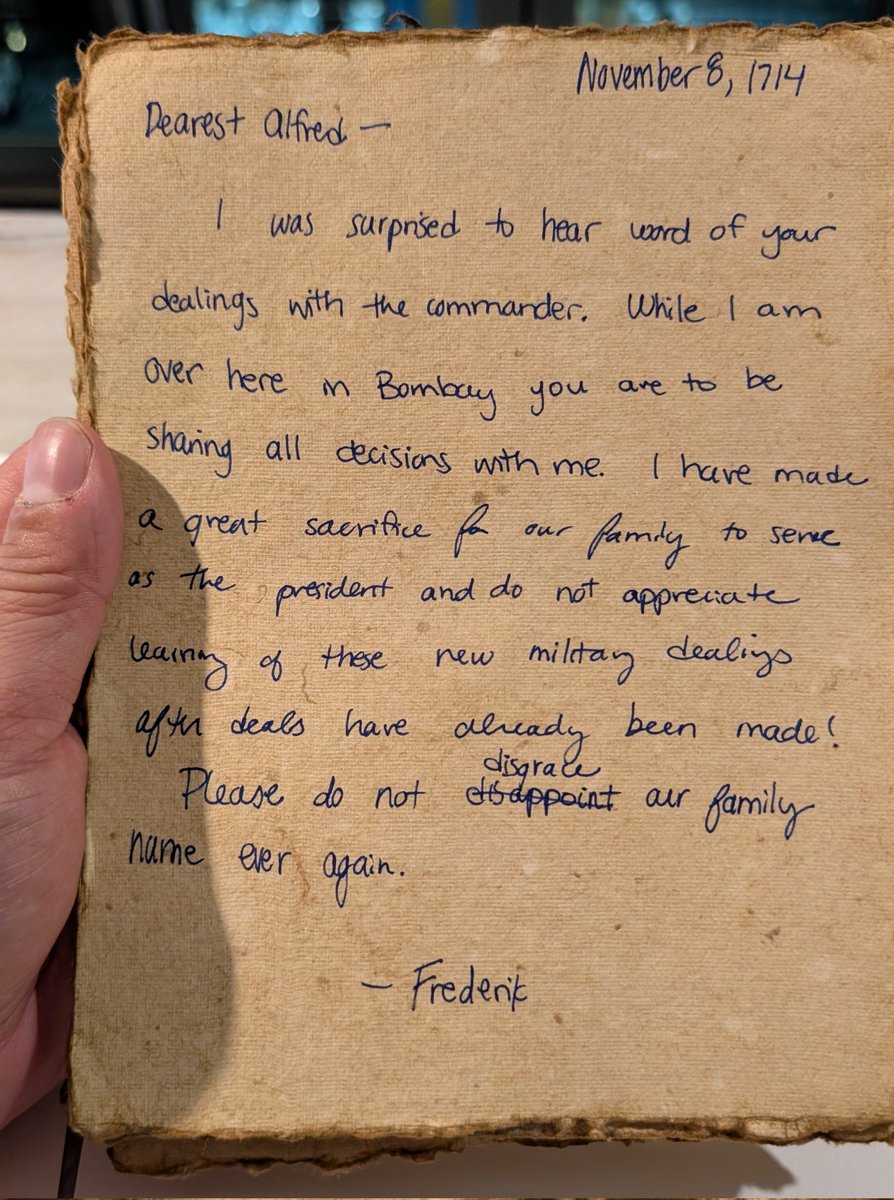 November 8, 1714
Dearest Alfred —
I was surprised to hear word of your
dealings with the commander. While I am
over here in Bombay you are to be
sharing all decisions with me. I have made
a great sacrifice for our family to serve
as the president and do not appreciate
learning of these new military dealings
after deals have already been made!
disgrace
Please do not disappoint our family
name ever again.
— Frederik